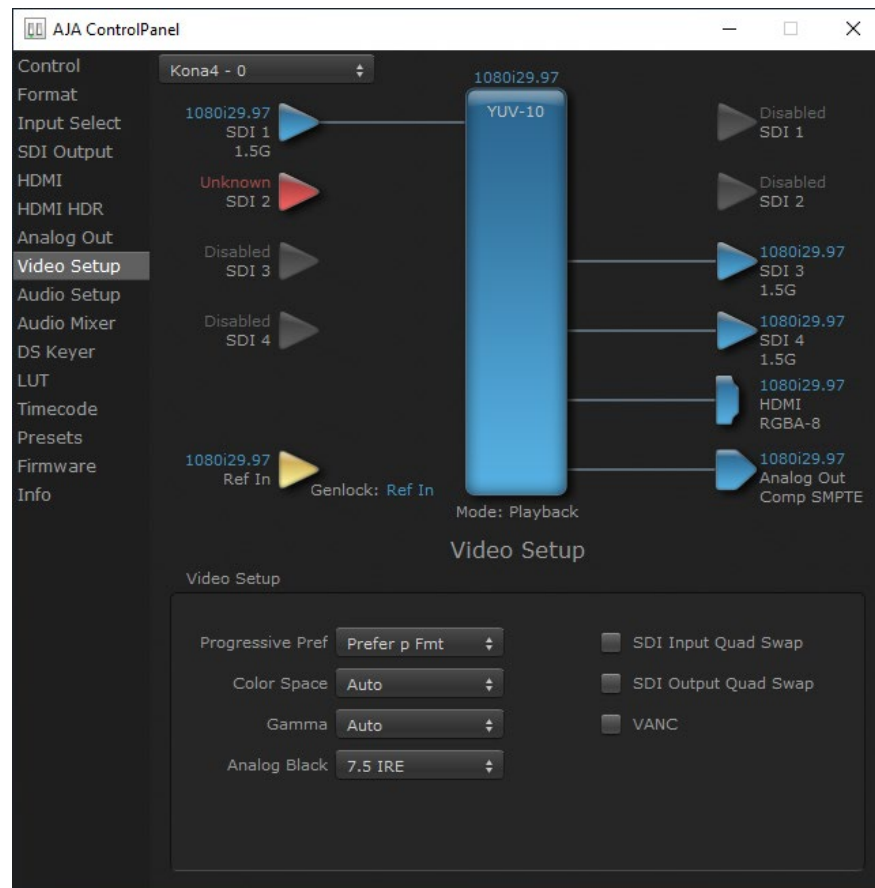 AJA ControlPanel
Control
Format
Input Select
SDI Output
HDMI
HDMI HDR
Analog Out
Video Setup
Audio Setup
Audio Mixer
DS Keyer
LUT
Timecode
Presets
Firmware
Info
Kona4 - 0
1080i29.97
YUV-10
1080i29.97
SDI 1
1.5G
Unknown
SDI 2
Disabled
SDI 3
Disabled
SDI 4
1080i29.97
Ref In
Genlock: Ref In
Mode: Playback
Disabled
SDI 1
Disabled
SDI 2
1080i29.97
SDI 3
1.5G
1080i29.97
SDI 4
1.5G
1080i29.97
HDMI
RGBA-8
1080i29.97
Analog Out
Comp SMPTE
Video Setup
Video Setup
Progressive Pref Prefer p Fmt
Color Space Auto
Gamma Auto
Analog Black 7.5 IRE
SDI Input Quad Swap
SDI Output Quad Swap
VANC